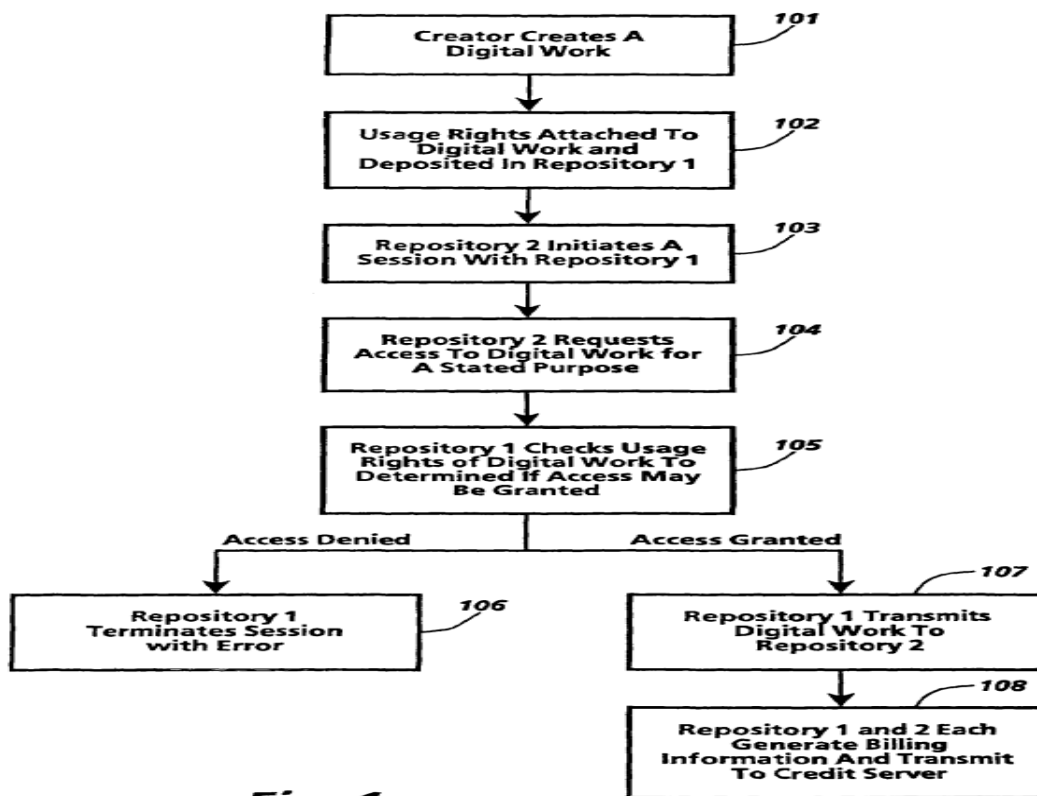 101
Creator Creates A
Digital Work
102
Usage Rights Attached To
Digital Work and
Deposited In Repository 1
103
Repository 2 Initiates A
Session With Repository 1
104
Repository 2 Requests
Access To Digital Work for
A Stated Purpose
105
Repository 1 Checks Usage
Rights of Digital Work To
Determined If Access May
Be Granted
Access Denied
Access Granted
106
Repository 1
Terminates Session
with Error
107
Repository 1 Transmits
Digital Work To
Repository 2
108
Repository 1 and 2 Each
Generate Billing
Information And Transmit
To Credit Server